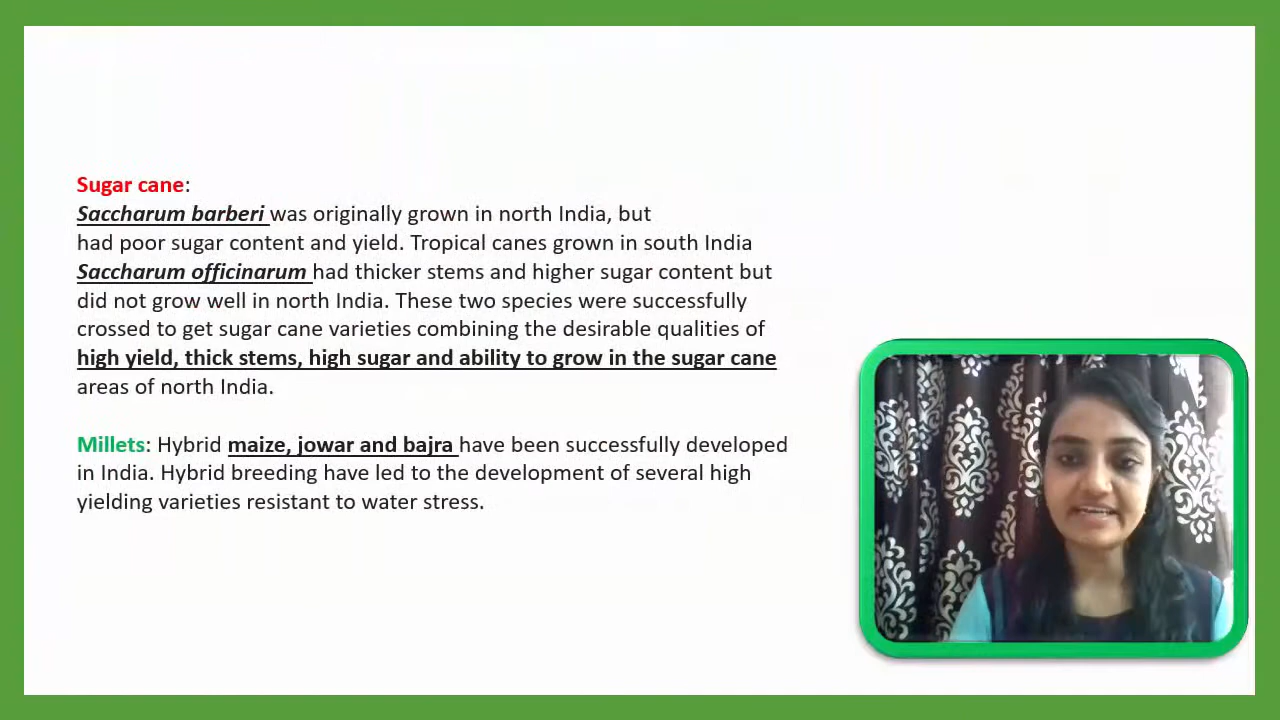 Sugar cane:
Saccharum barberi was originally grown in north India, but
had poor sugar content and yield. Tropical canes grown in south India
Saccharum officinarum had thicker stems and higher sugar content but
did not grow well in north India. These two species were successfully
crossed to get sugar cane varieties combining the desirable qualities of
high yield, thick stems, high sugar and ability to grow in the sugar cane
areas of north India.
Millets: Hybrid maize, jowar and bajra have been successfully developed
in India. Hybrid breeding have led to the development of several high
yielding varieties resistant to water stress.